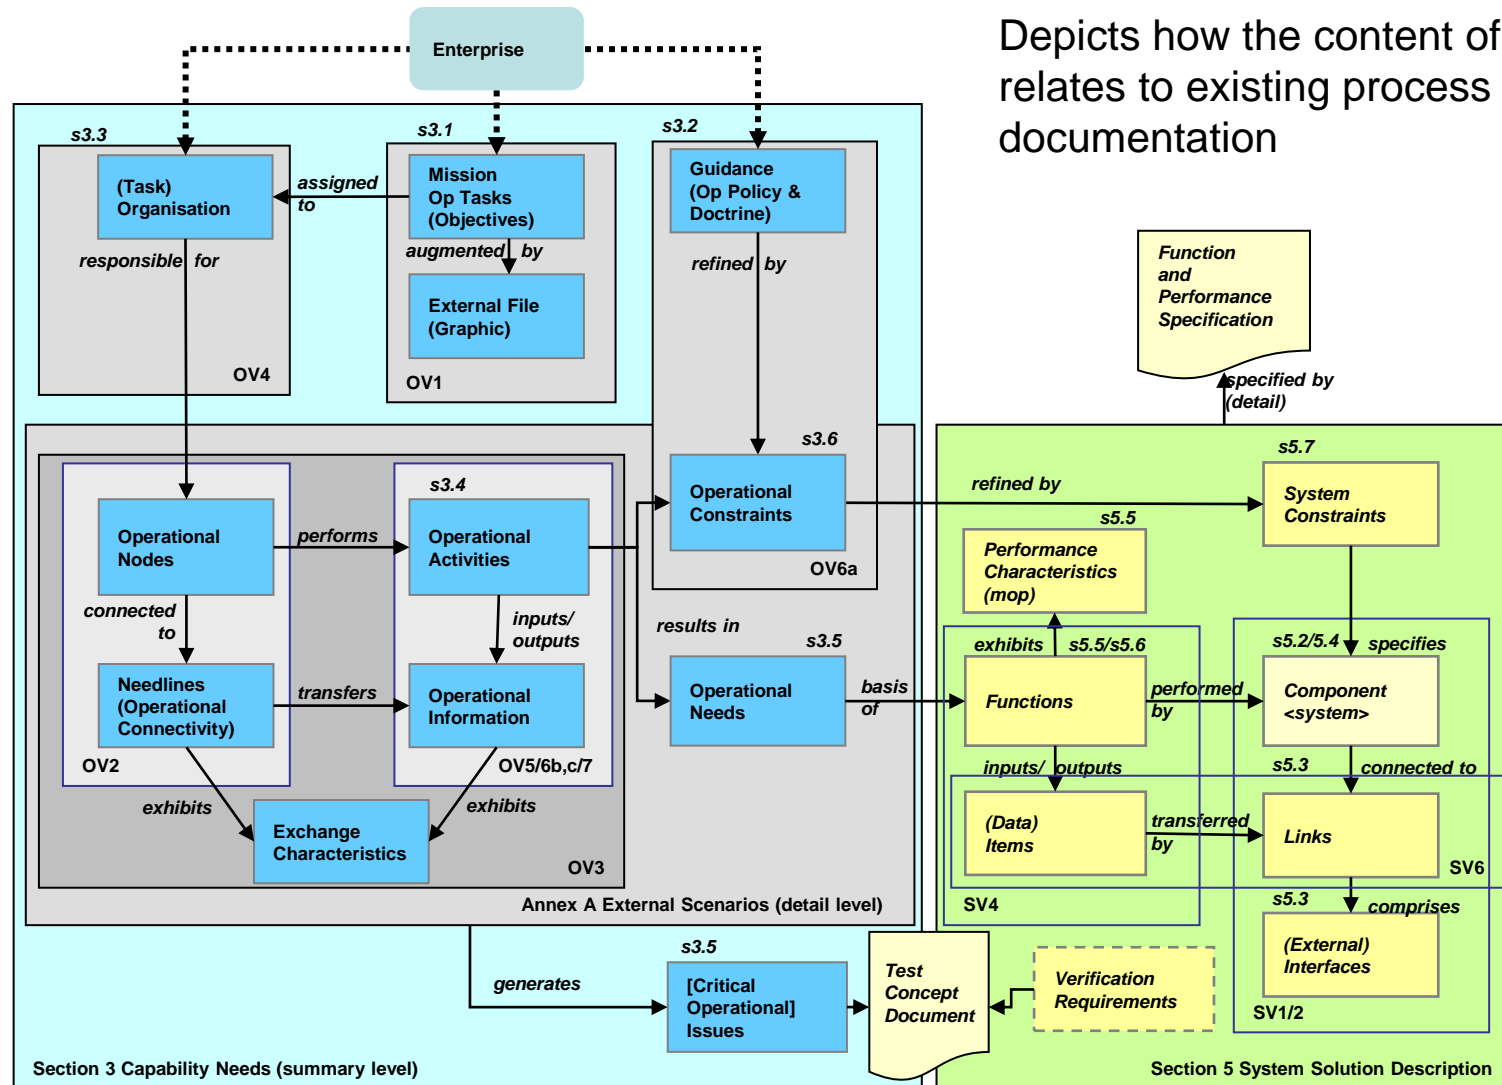 Depicts how the content of
relates to existing process
documentation
Enterprise
s3.3
(Task)
Organisation
assigned
to
responsible for
OV4
s3.1
Mission
Op Tasks
(Objectives)
augmented by
External File
(Graphic)
OV1
s3.2
Guidance
(Op Policy &
Doctrine)
refined by
s3.6
Operational
Constraints
OV6a
Function
and
Performance
Specification
specified by
(detail)
Operational
Nodes
performs
s3.4
Operational
Activities
connected
to
inputs/
outputs
Needlines
(Operational
Connectivity)
transfers
Operational
Information
OV2
OV5/6b,c/7
exhibits
exhibits
Exchange
Characteristics
OV3
results in
s3.5
Operational
Needs
basis
of
Annex A External Scenarios (detail level)
generates
s3.5
[Critical
Operational]
Issues
Test
Concept
Document
Verification
Requirements
Section 3 Capability Needs (summary level)
refined by
s5.7
System
Constraints
s5.5
Performance
Characteristics
(mop)
exhibits
s5.5/s5.6
Functions
performed
by
s5.2/5.4
specifies
Component
<system>
inputs/ outputs
s5.3
connected to
(Data)
Items
transferred
by
Links
SV6
SV4
s5.3
comprises
(External)
Interfaces
SV1/2
Section 5 System Solution Description